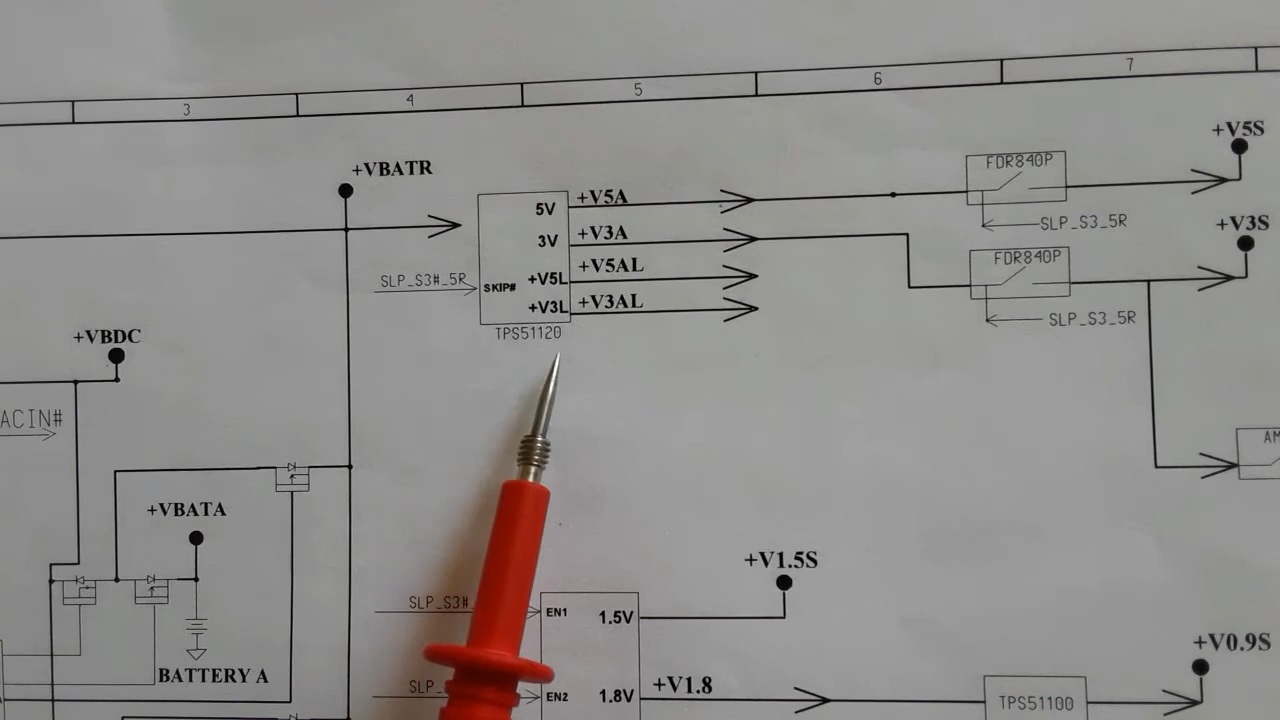 3 4 5 6 7
+VBATR
+V5S
FDR840P
5V +V5A
SLP_S3_5R
3V +V3A
+V3S
FDR840P
SLP_S3#_5R
SKIP# +V5L +V5AL
+V3L +V3AL
SLP_S3_5R
TPS51120
+VBDC
ACIN#
AM
+VBATA
+V1.5S
SLP_S3#
EN1 1.5V
+V0.9S
BATTERY A
SLP_
EN2 1.8V +V1.8
TPS51100